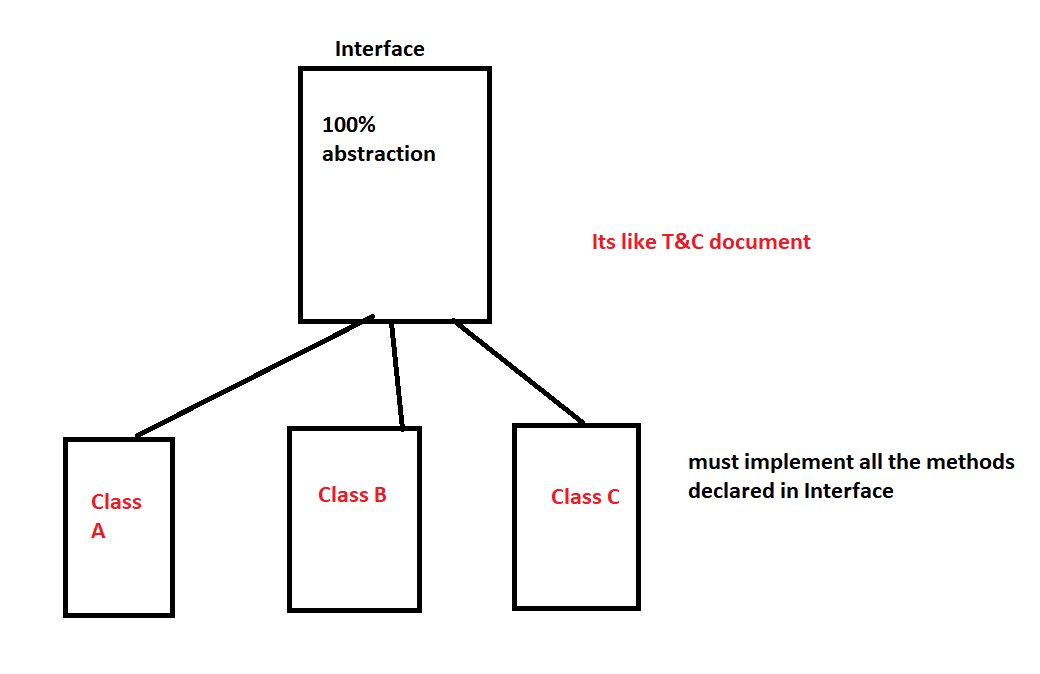 Interface
100%
abstraction
Its like T&C document
Class
A
Class B
Class C
must implement all the methods
declared in Interface